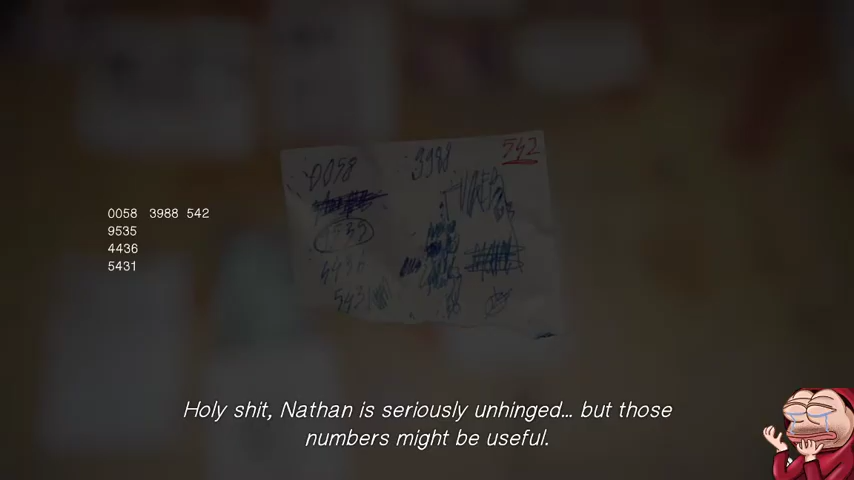 0058 3988 542
0058 3988 542
9535
4436
5431
Holy shit, Nathan is seriously unhinged... but those
numbers might be useful.